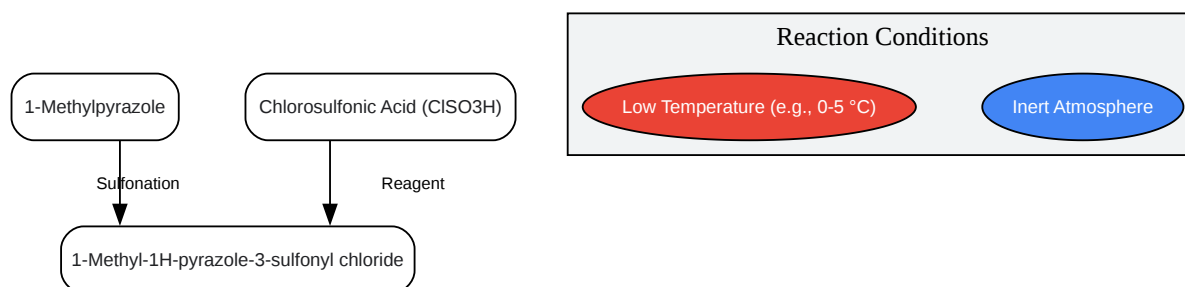 Reaction Conditions
1-Methylpyrazole
Chlorosulfonic Acid (ClSO3H)
Low Temperature (e.g., 0-5 °C)
Inert Atmosphere
Sulfonation
Reagent
1-Methyl-1H-pyrazole-3-sulfonyl chloride